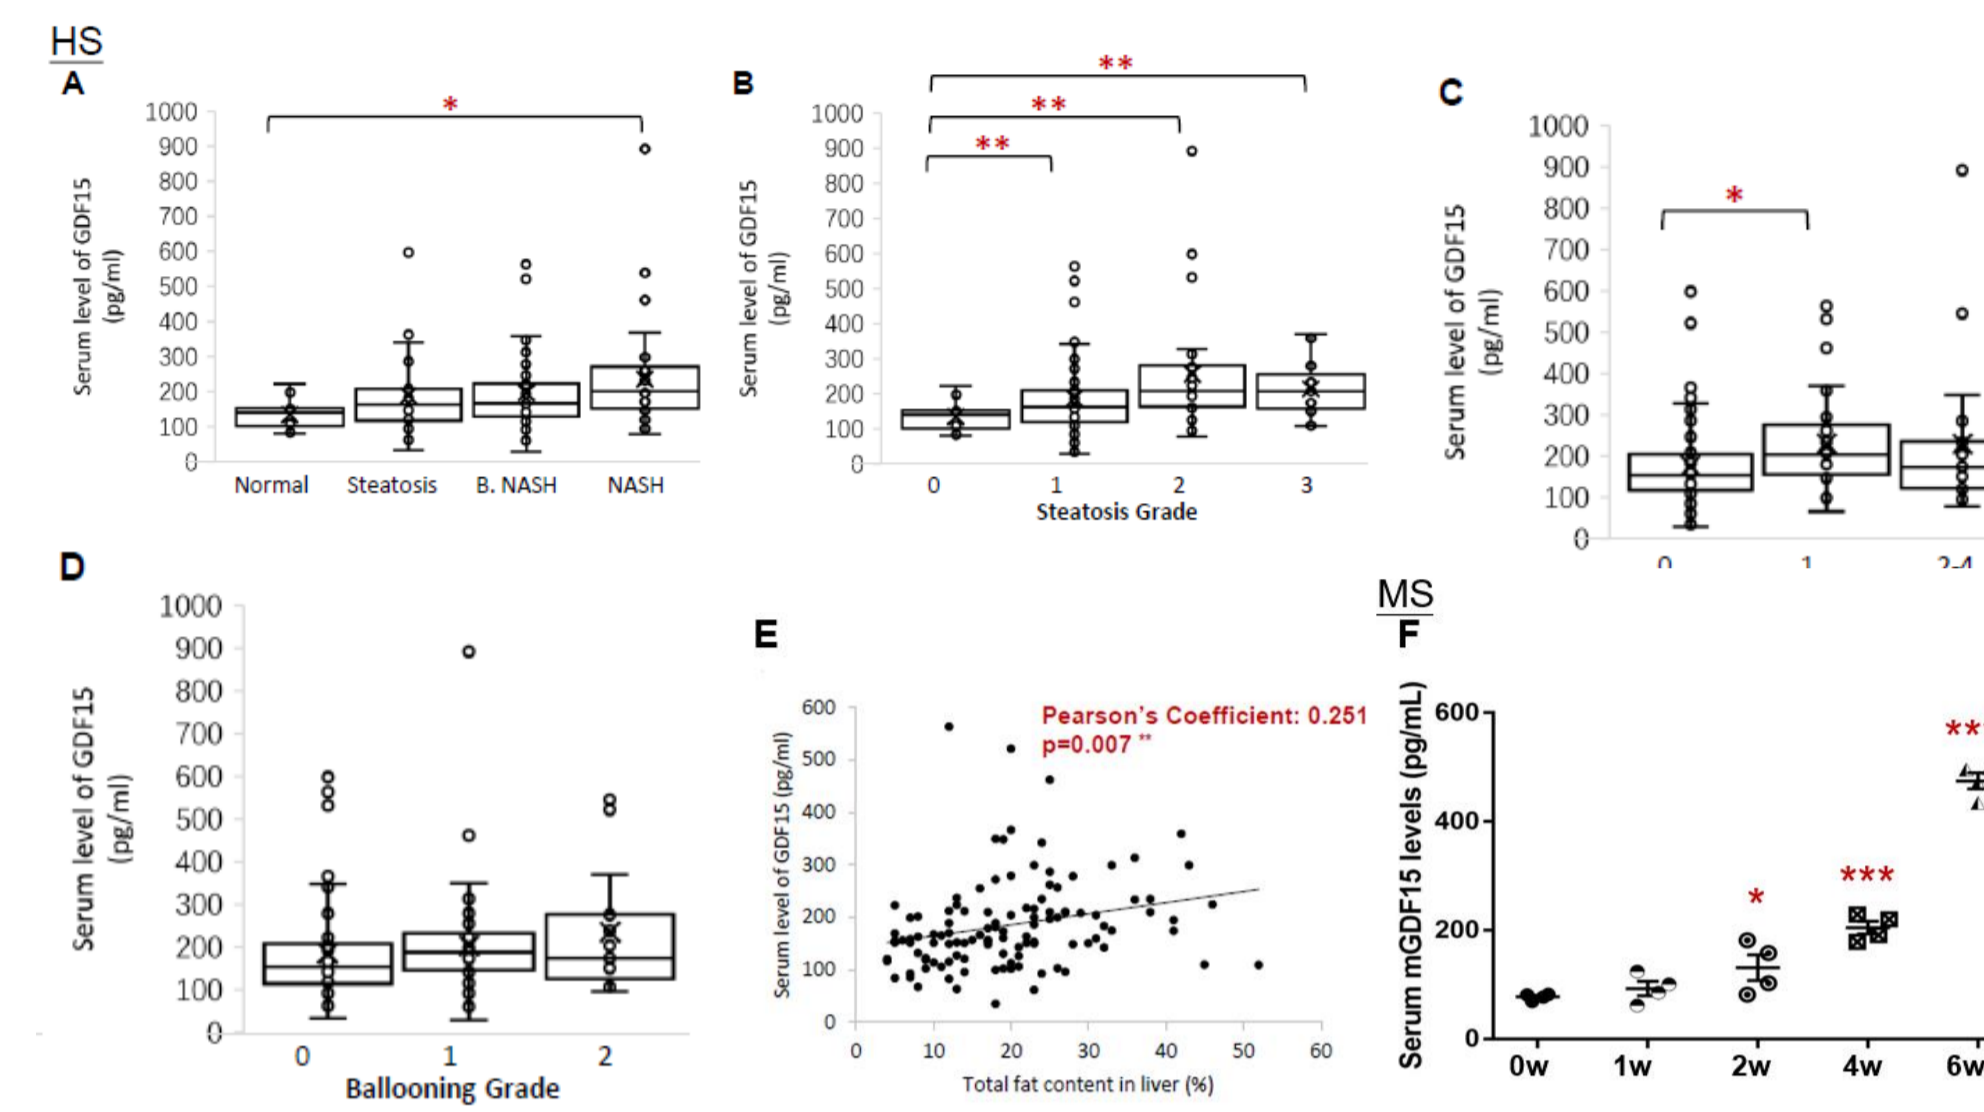 HS
A
Serum level of GDF15
(pg/ml)
1000
900
800
700
600
500
400
300
200
100
0
*
Normal Steatosis B. NASH NASH
B
Serum level of GDF15
(pg/ml)
1000
900
800
700
600
500
400
300
200
100
0
**
**
**
0 1 2 3
Steatosis Grade
C
Serum level of GDF15
(pg/ml)
1000
900
800
700
600
500
400
300
200
100
0
*
0 1 2-4
D
Serum level of GDF15
(pg/ml)
1000
900
800
700
600
500
400
300
200
100
0
0 1 2
Ballooning Grade
E
Serum level of GDF15 (pg/ml)
600
500
400
300
200
100
0
Pearson's Coefficient: 0.251
p=0.007 **
0 10 20 30 40 50 60
Total fat content in liver (%)
MS
F
Serum mGDF15 levels (pg/mL)
600
400
200
0
*
***
**
0w 1w 2w 4w 6w